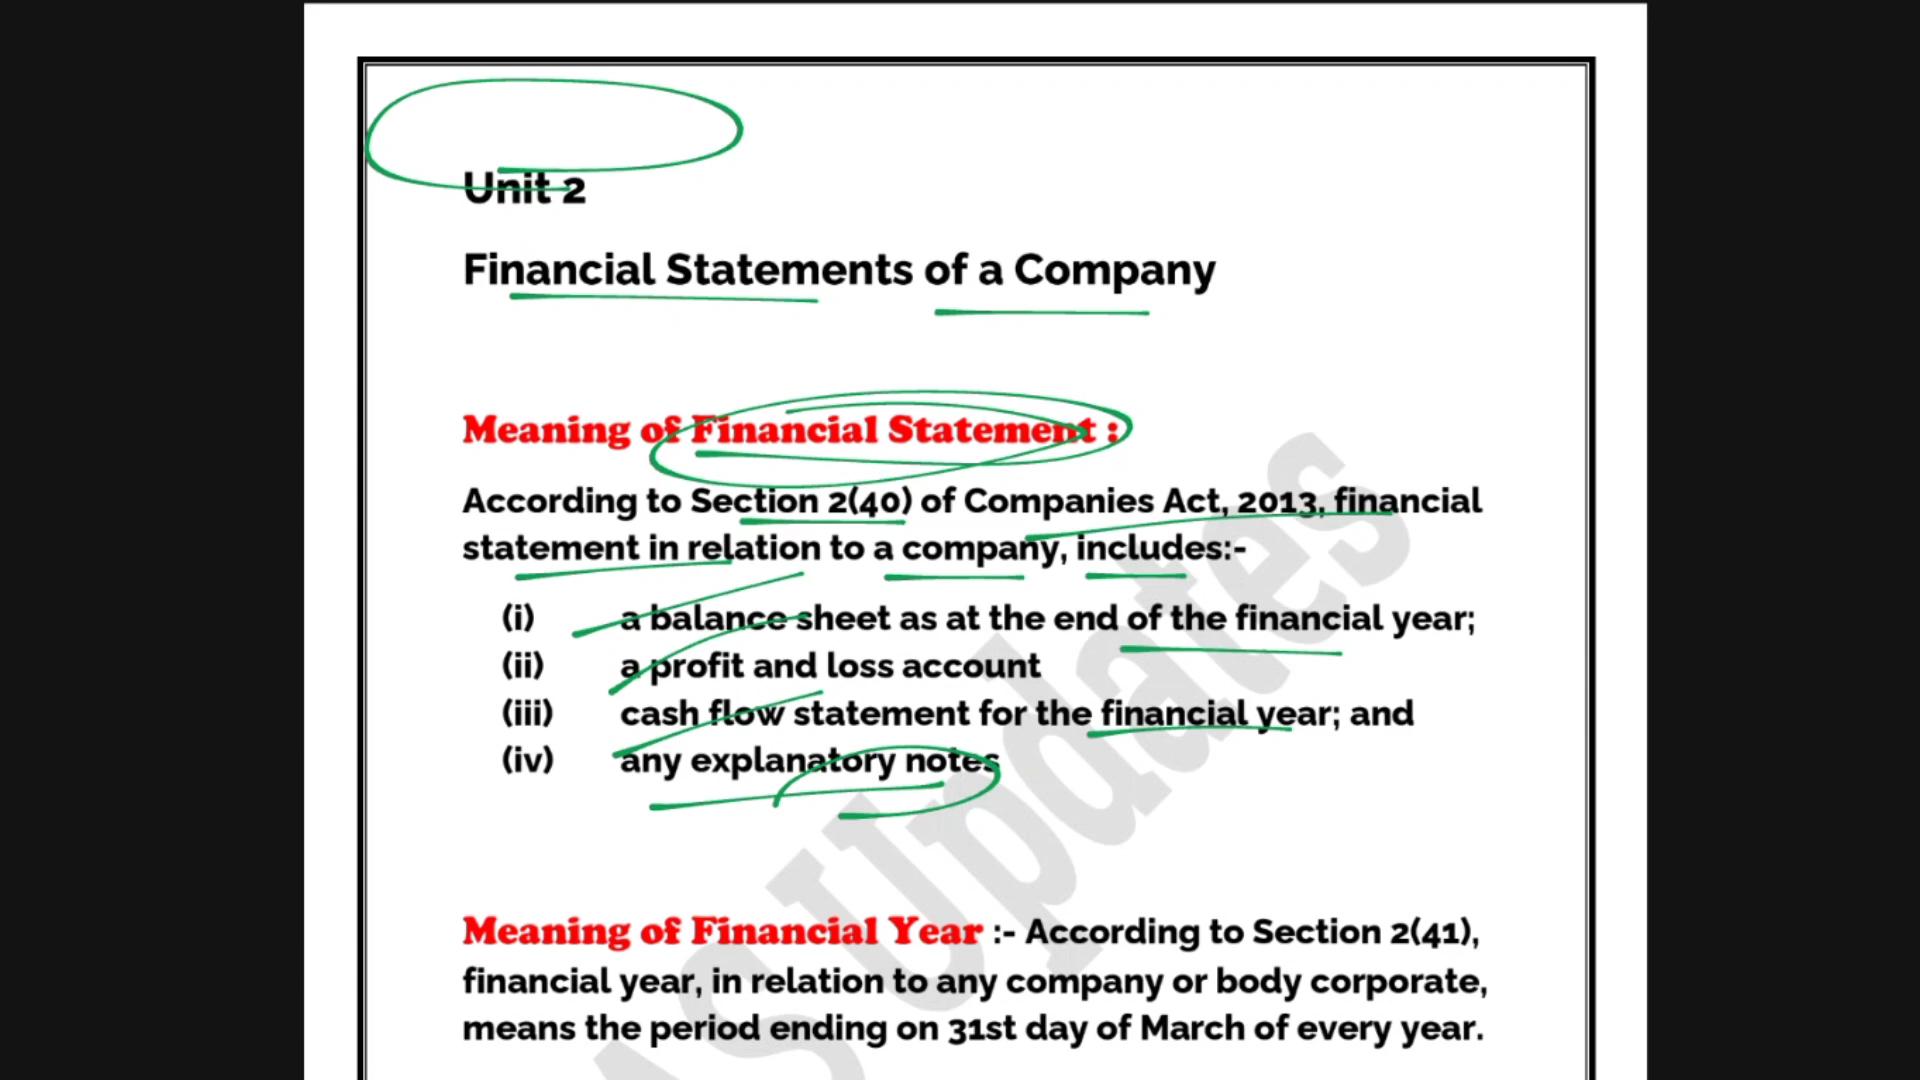 Unit 2
Financial Statements of a Company
Meaning of Financial Statement :
According to Section 2(40) of Companies Act, 2013, financial
statement in relation to a company, includes:-
(i) a balance sheet as at the end of the financial year;
(ii) a profit and loss account
(iii) cash flow statement for the financial year; and
(iv) any explanatory notes
Meaning of Financial Year :- According to Section 2(41),
financial year, in relation to any company or body corporate,
means the period ending on 31st day of March of every year.
S Updates